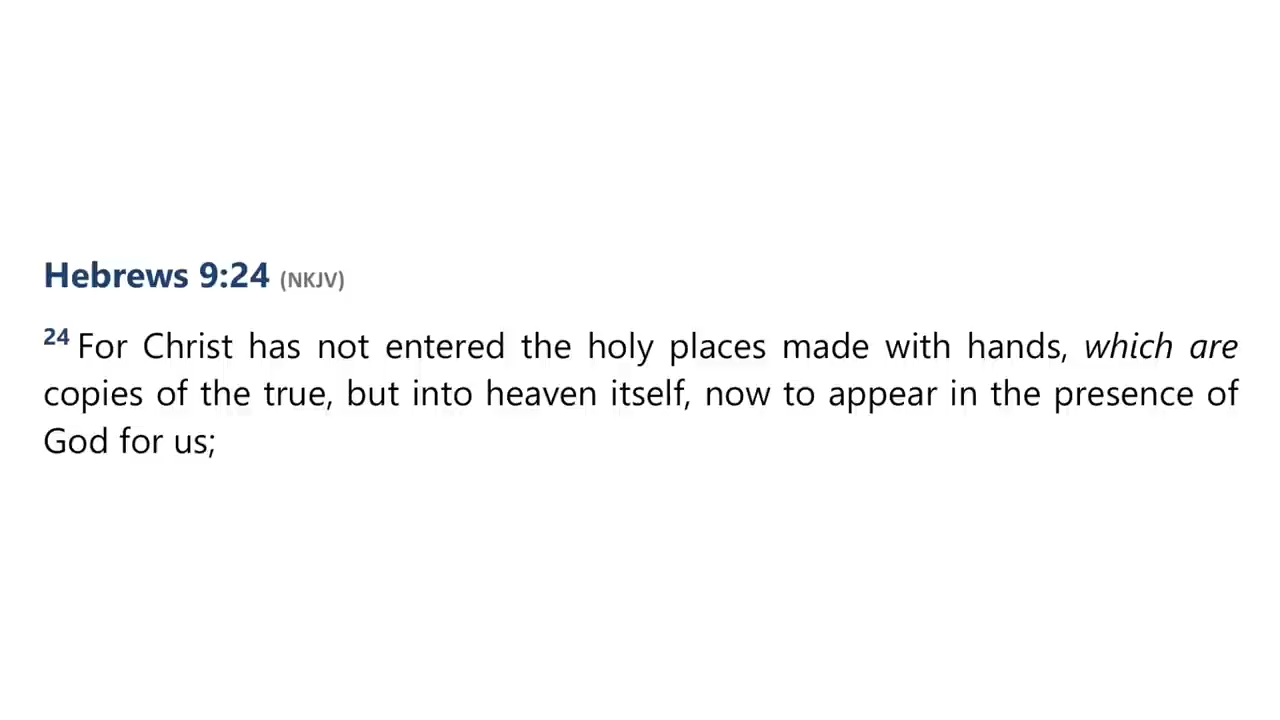 Hebrews 9:24 (NKJV)
24 For Christ has not entered the holy places made with hands, which are
copies of the true, but into heaven itself, now to appear in the presence of
God for us;